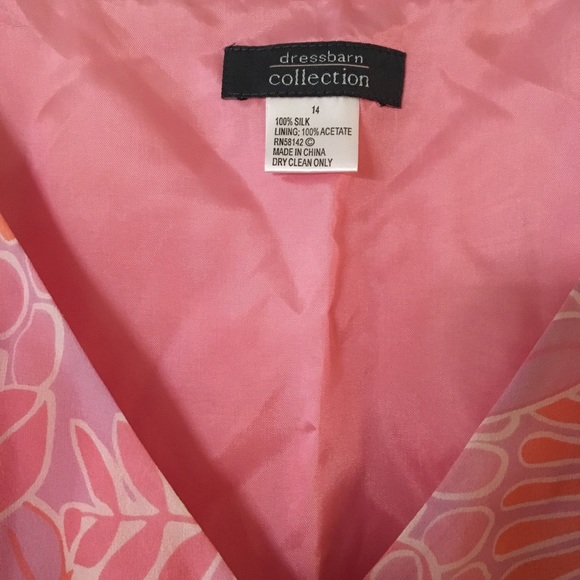 dressbarn
collection
14
100% SILK
LINING; 100% ACETATE
RN58142 ©
MADE IN CHINA
DRY CLEAN ONLY